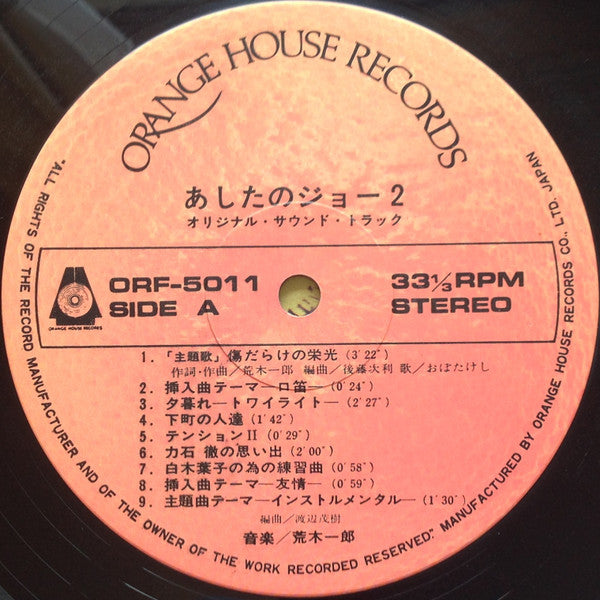 ORANGE HOUSE RECORDS
あしたのジョー2
オリジナル・サウンド・トラック
ORF-5011
SIDE A
33 1/3 RPM
STEREO
ORANGE HOUSE RECORDS
1. 「主題歌」傷だらけの栄光 (3'22")
作詞・作曲／荒木一郎 編曲／後藤次利 歌／おぼたけし
2. 挿入曲テーマ―口笛― (0'24")
3. 夕暮れ―トワイライト― (2'27")
4. 下町の人達 (1'42")
5. テンションⅡ (0'29")
6. 力石 徹の思い出 (2'00")
7. 白木葉子の為の練習曲 (0'58")
8. 挿入曲テーマ―友情― (0'59")
9. 主題曲テーマ―インストルメンタル― (1'30")
編曲／渡辺茂樹
音楽／荒木一郎
"ALL RIGHTS OF THE RECORD MANUFACTURER AND OF THE OWNER OF THE WORK RECORDED RESERVED." MANUFACTURED BY ORANGE HOUSE RECORDS CO., LTD. JAPAN